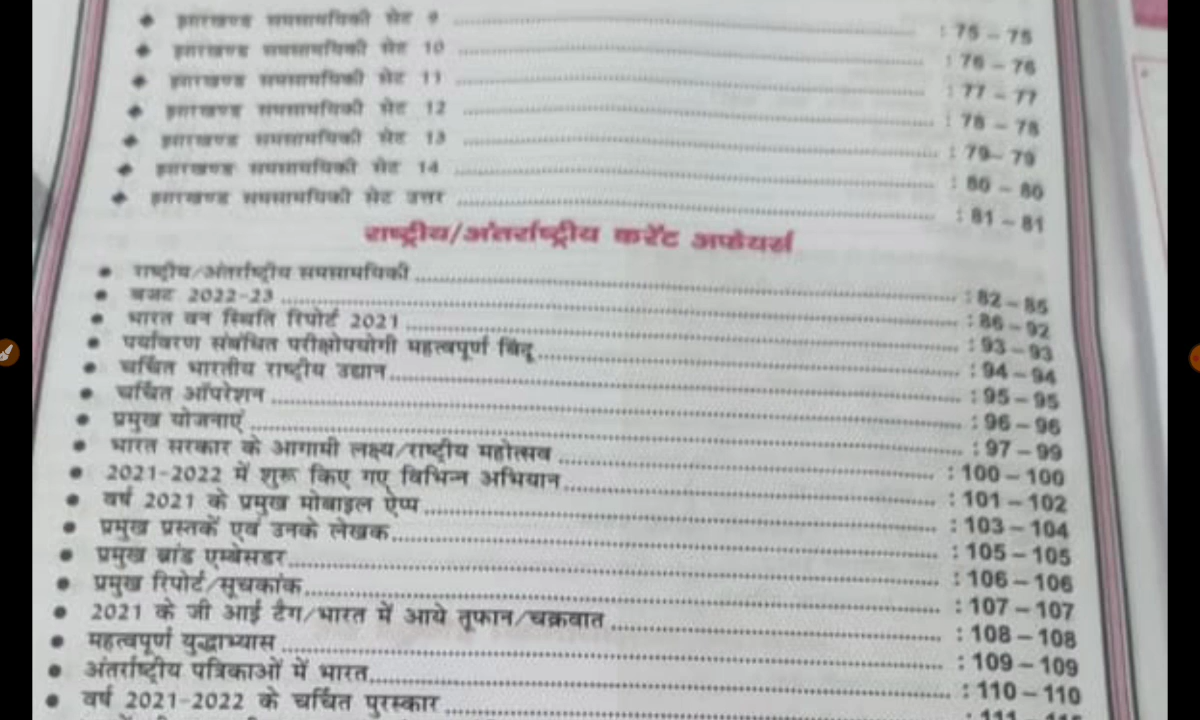 झारखण्ड समसामयिकी सेट 9 : 75 – 75
झारखण्ड समसामयिकी सेट 10 : 76 – 76
झारखण्ड समसामयिकी सेट 11 : 77 – 77
झारखण्ड समसामयिकी सेट 12 : 78 – 78
झारखण्ड समसामयिकी सेट 13 : 79– 79
झारखण्ड समसामयिकी सेट 14 : 80 – 80
झारखण्ड समसामयिकी सेट उत्तर : 81 – 81
राष्ट्रीय/अंतर्राष्ट्रीय करेंट अफेयर्स
राष्ट्रीय/अंतर्राष्ट्रीय समसामयिकी : 82 – 85
बजट 2022-23 : 86 – 92
भारत वन स्थिति रिपोर्ट 2021 : 93 – 93
पर्यावरण संबंधित परीक्षोपयोगी महत्वपूर्ण बिंदू : 94 – 94
चर्चित भारतीय राष्ट्रीय उद्यान : 95 – 95
चर्चित ऑपरेशन : 96 – 96
प्रमुख योजनाएं : 97 – 99
भारत सरकार के आगामी लक्ष्य/राष्ट्रीय महोत्सव : 100 – 100
2021-2022 में शुरू किए गए विभिन्न अभियान : 101 – 102
वर्ष 2021 के प्रमुख मोबाइल ऐप्प : 103 – 104
प्रमुख प्रस्तकें एवं उनके लेखक : 105 – 105
प्रमुख ब्रांड एम्बेसडर : 106 – 106
प्रमुख रिपोर्ट/सूचकांक : 107 – 107
2021 के जी आई टैग/भारत में आये तूफान/चक्रवात : 108 – 108
महत्वपूर्ण युद्धाभ्यास : 109 – 109
अंतर्राष्ट्रीय पत्रिकाओं में भारत : 110 – 110
वर्ष 2021-2022 के चर्चित पुरस्कार